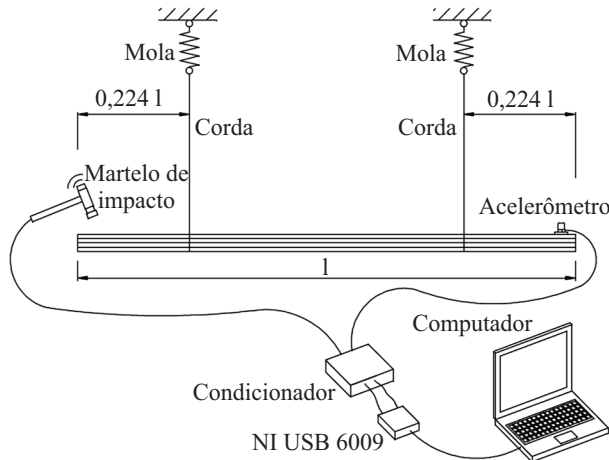 Mola
Mola
0,224 l
0,224 l
Corda
Corda
Martelo de
impacto
Acelerômetro
l
Computador
Condicionador
NI USB 6009